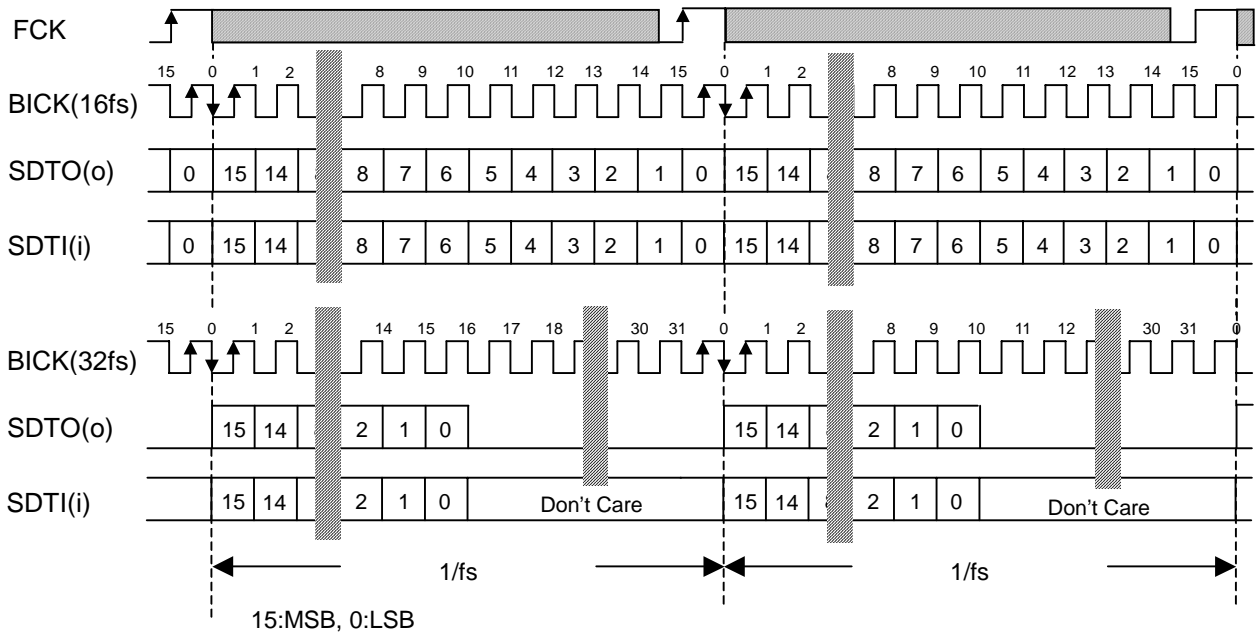 FCK
15 0 1 2 8 9 10 11 12 13 14 15 0 1 2 8 9 10 11 12 13 14 15 0
BICK(16fs)
SDTO(o) 0 15 14 8 7 6 5 4 3 2 1 0 15 14 8 7 6 5 4 3 2 1 0
SDTI(i) 0 15 14 8 7 6 5 4 3 2 1 0 15 14 8 7 6 5 4 3 2 1 0
15 0 1 2 14 15 16 17 18 30 31 0 1 2 8 9 10 11 12 30 31 0
BICK(32fs)
SDTO(o) 15 14 2 1 0 15 14 2 1 0
SDTI(i) 15 14 2 1 0 Don't Care 15 14 2 1 0 Don't Care
1/fs 1/fs
15:MSB, 0:LSB